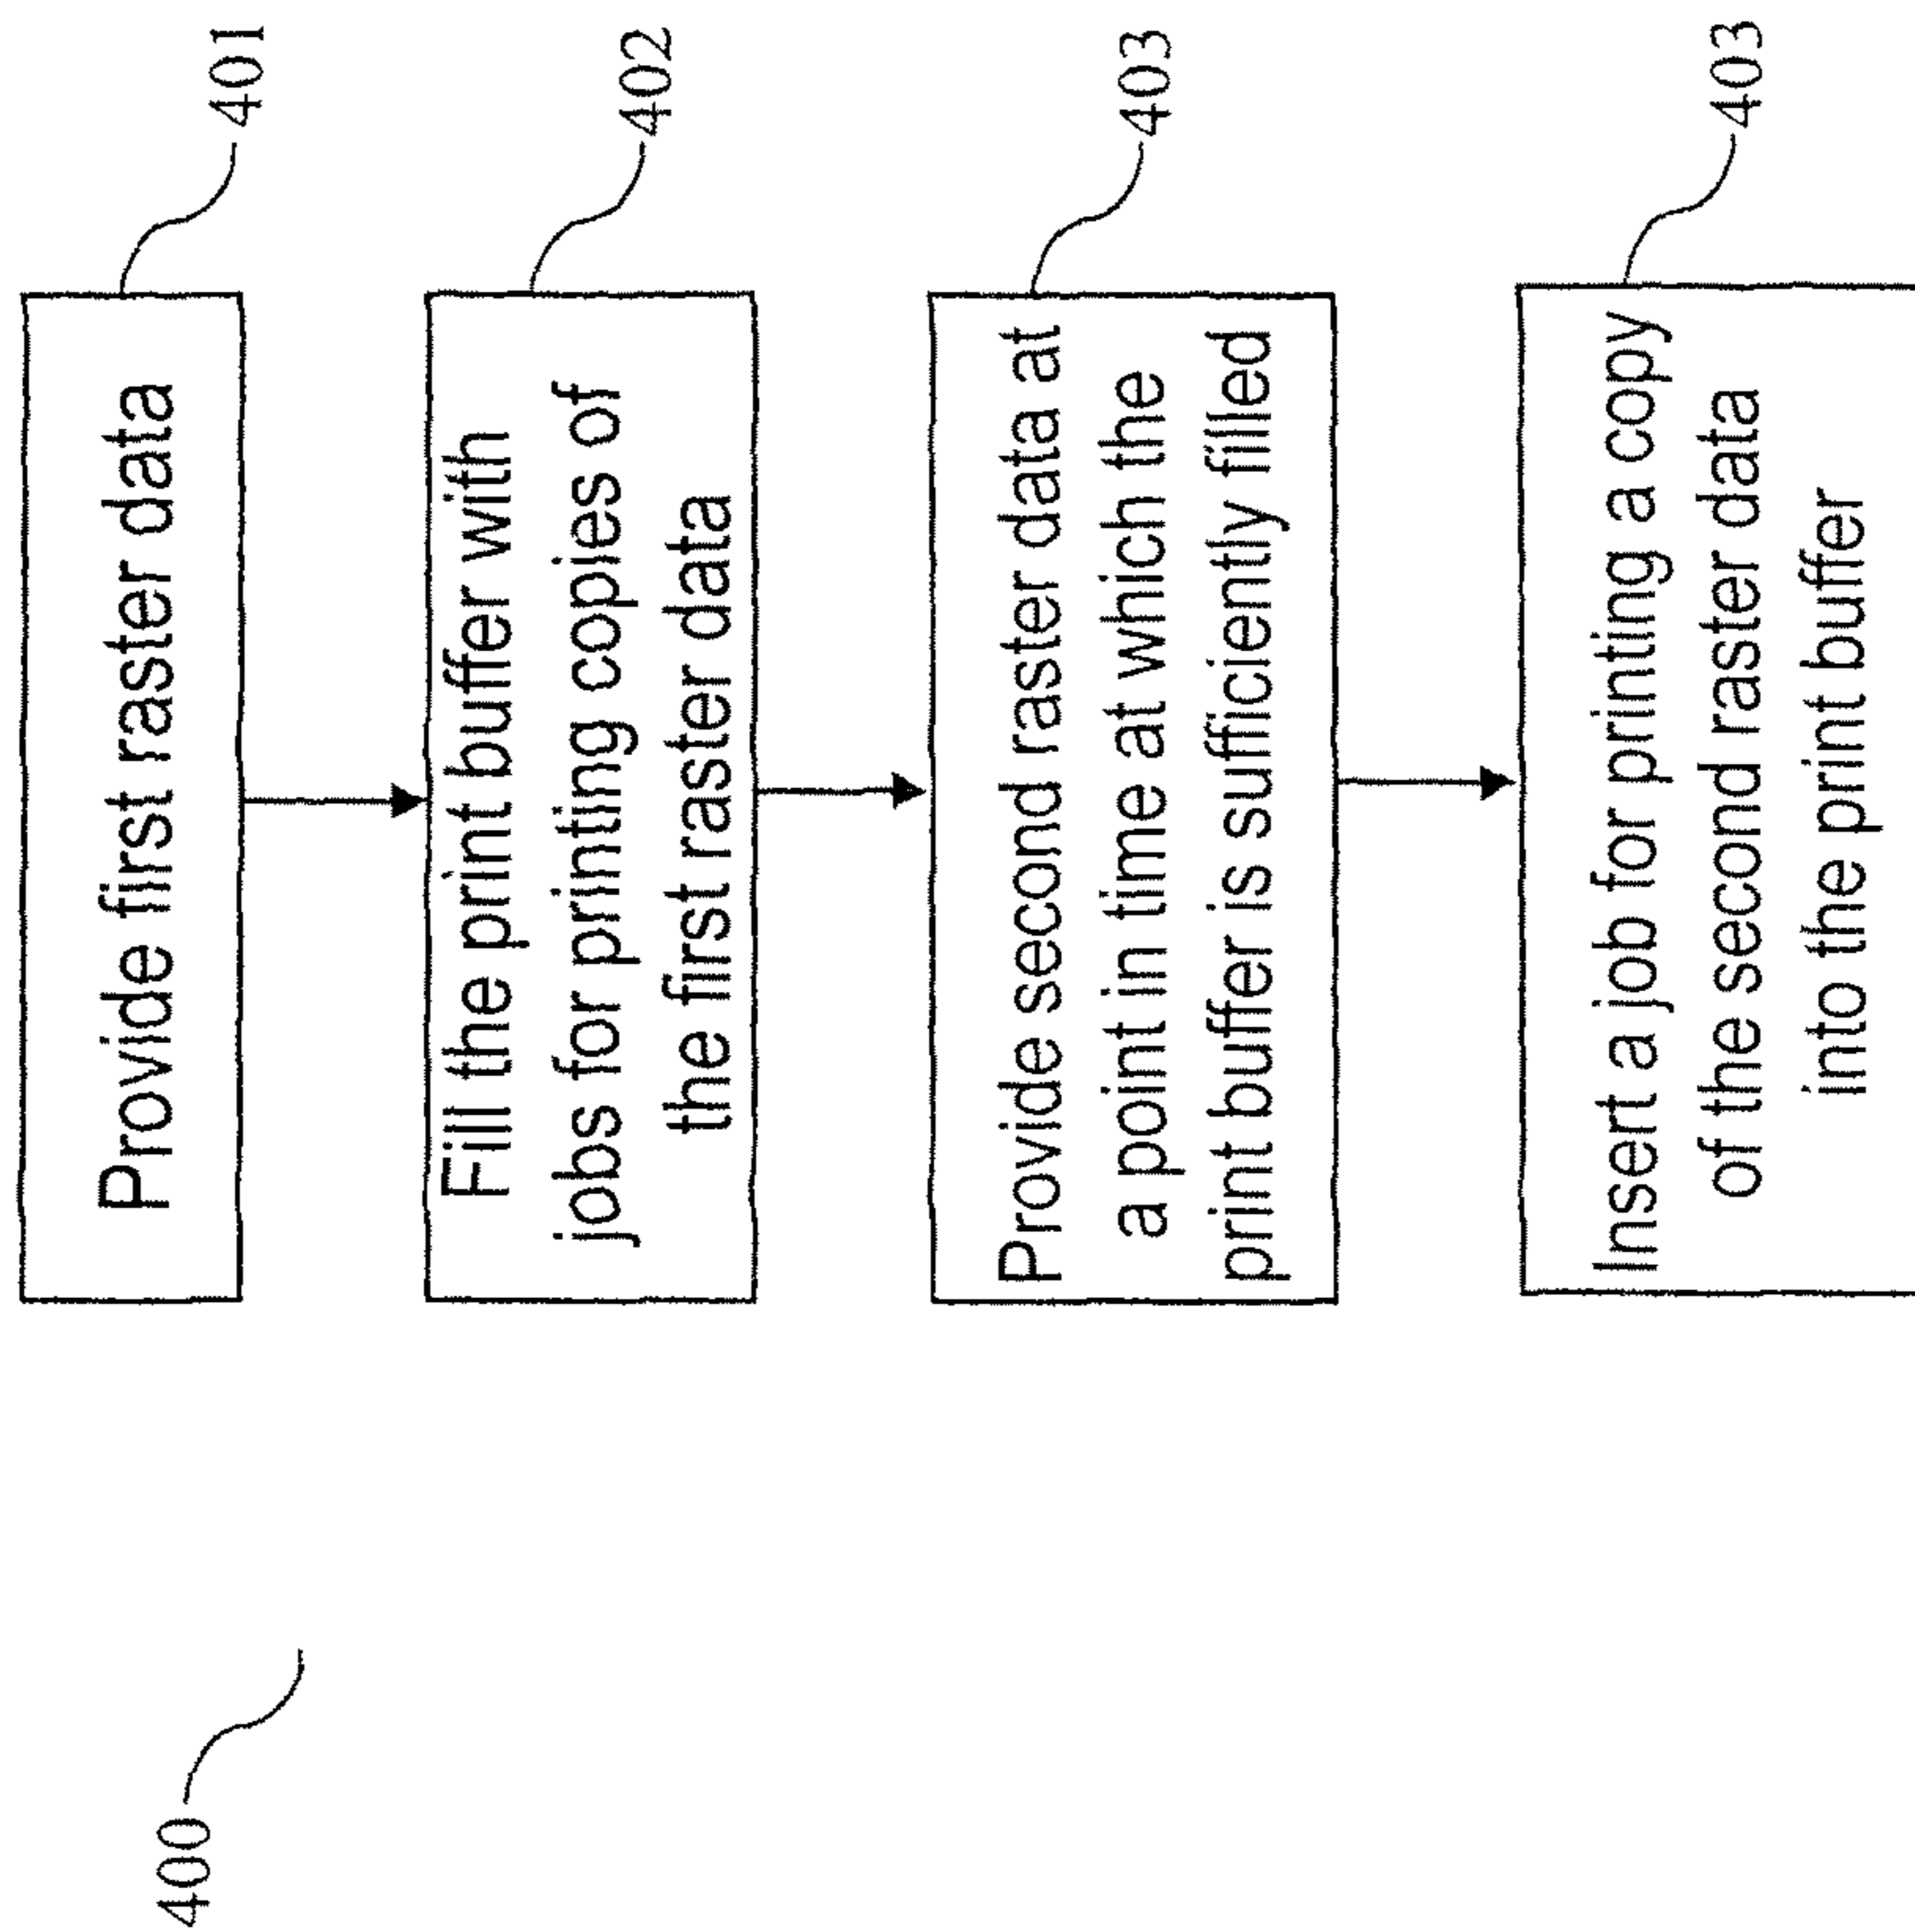 400
Provide first raster data
401
Fill the print buffer with
jobs for printing copies of
the first raster data
402
Provide second raster data at
a point in time at which the
print buffer is sufficiently filled
403
Insert a job for printing a copy
of the second raster data
into the print buffer
403